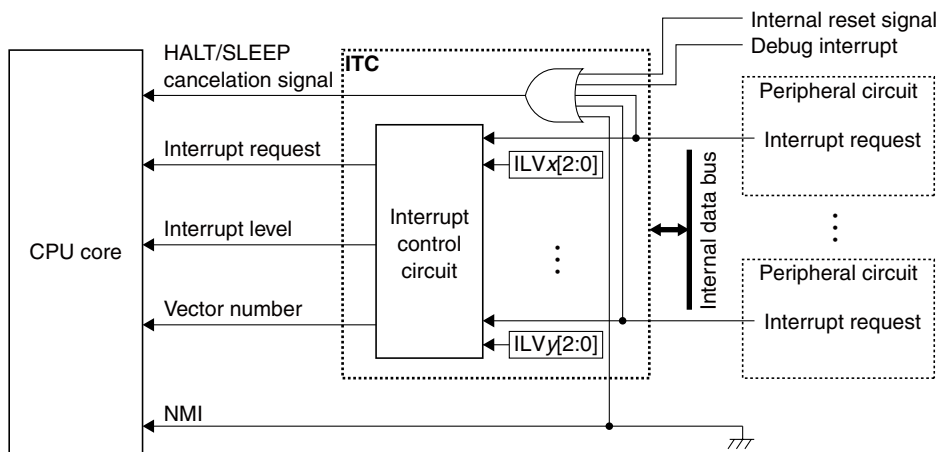 Internal reset signal
Debug interrupt
HALT/SLEEP
cancelation signal
ITC
Peripheral circuit
Interrupt request
Interrupt request
ILVx[2:0]
Interrupt level
Interrupt
control
circuit
CPU core
Internal data bus
Peripheral circuit
Vector number
Interrupt request
ILVy[2:0]
NMI